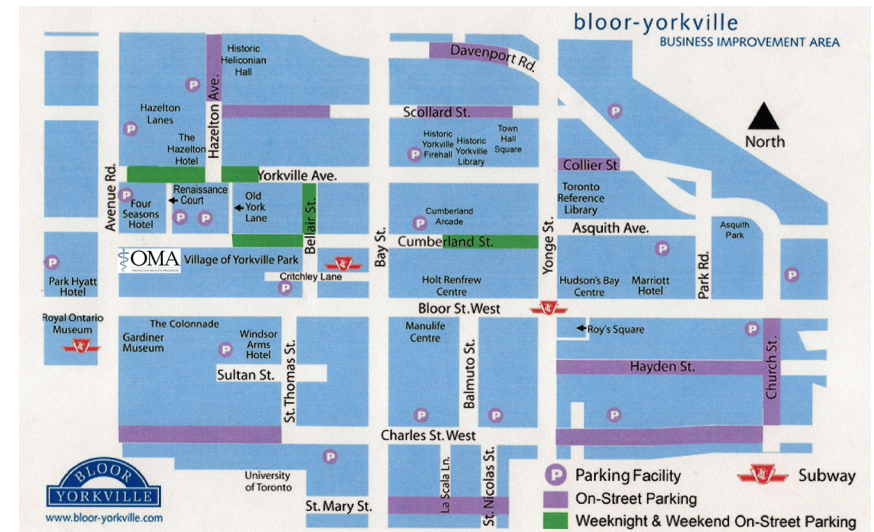 bloor-yorkville
BUSINESS IMPROVEMENT AREA
Davenport Rd.
Historic
Heliconian
Hall
Hazelton Ave.
Hazelton
Lanes
The
Hazelton
Hotel
Scollard St.
Historic
Yorkville
Firehall
Historic
Yorkville
Library
Town
Hall
Square
North
Collier St
Yorkville Ave.
Avenue Rd.
Renaissance
Court
Four
Seasons
Hotel
Old
York
Lane
Bellair St.
Bay St.
Cumberland
Arcade
Cumberland St.
Yonge St.
Toronto
Reference
Library
Asquith Ave.
Asquith
Park
Park Rd.
OMA
Village of Yorkville Park
Critchley Lane
Park Hyatt
Hotel
Holt Renfrew
Centre
Hudson's Bay
Centre
Marriott
Hotel
Bloor St. West
Royal Ontario
Museum
The Colonnade
Gardiner
Museum
Windsor
Arms
Hotel
Sultan St.
St. Thomas St.
Manulife
Centre
Balmuto St.
Roy's Square
Hayden St.
Church St.
Charles St. West
University
of Toronto
St. Mary St.
La Scala Ln.
St. Nicolas St.
BLOOR
YORKVILLE
www.bloor-yorkville.com
P Parking Facility
Subway
On-Street Parking
Weeknight & Weekend On-Street Parking